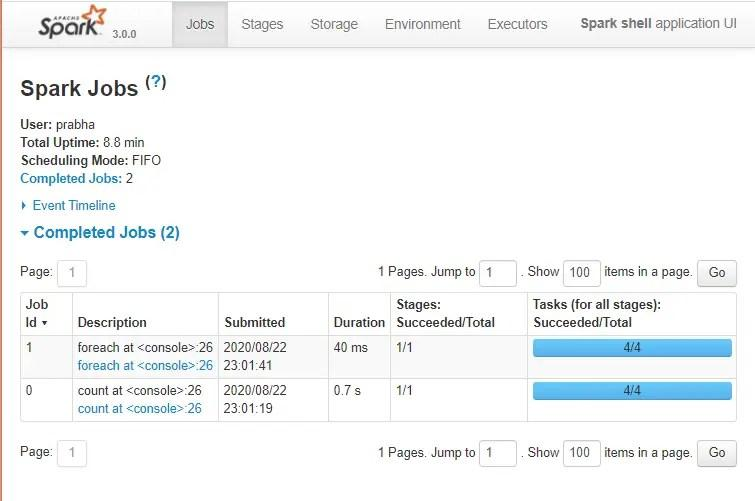 APACHE
Spark 3.0.0 Jobs Stages Storage Environment Executors Spark shell application UI
Spark Jobs (?)
User: prabha
Total Uptime: 8.8 min
Scheduling Mode: FIFO
Completed Jobs: 2
Event Timeline
Completed Jobs (2)
Page: 1 1 Pages. Jump to 1 . Show 100 items in a page. Go
Job Id Description Submitted Duration Stages: Succeeded/Total Tasks (for all stages): Succeeded/Total
1 foreach at <console>:26 2020/08/22 40 ms 1/1 4/4
foreach at <console>:26 23:01:41
0 count at <console>:26 2020/08/22 0.7 s 1/1 4/4
count at <console>:26 23:01:19
Page: 1 1 Pages. Jump to 1 . Show 100 items in a page. Go